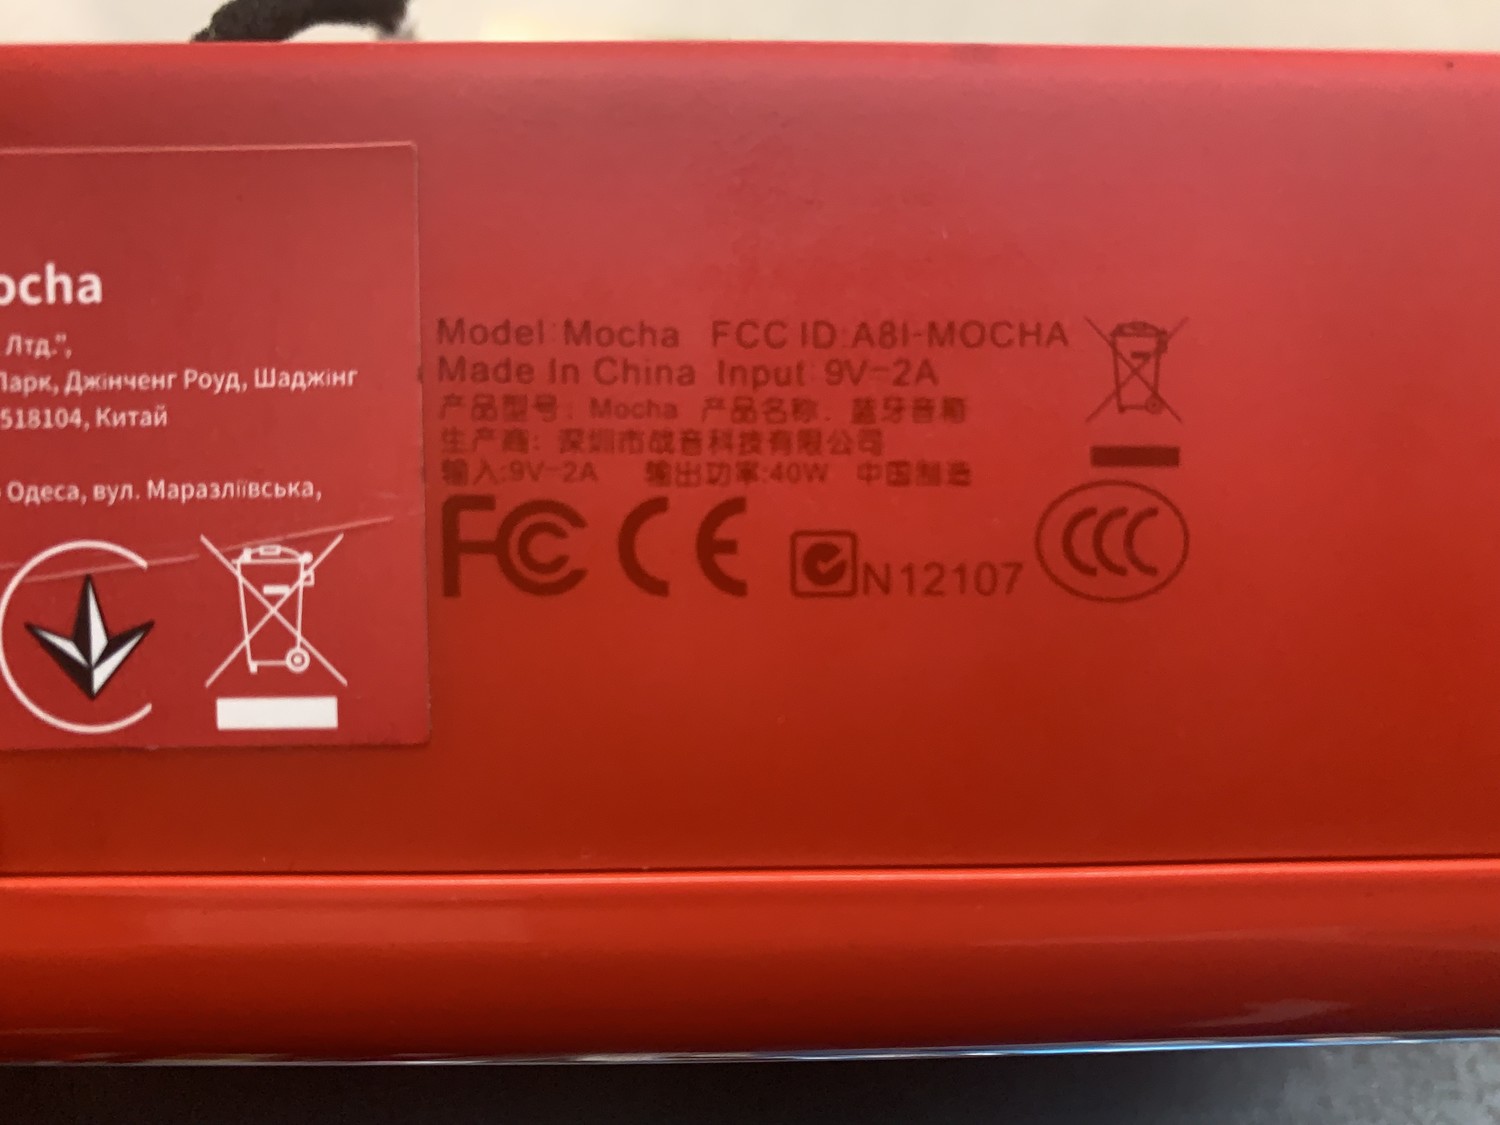 ocha
Лтд.",
Парк, Джінченг Роуд, Шаджінг
518104, Китай
Одеса, вул. Маразліївська,
Model:Mocha FCC ID:A8I-MOCHA
Made In China Input: 9V⎓2A
产品型号: Mocha 产品名称: 蓝牙音箱
生产商: 深圳市战音科技有限公司
输入:9V⎓2A 输出功率:40W 中国制造
FC CE N12107 CCC